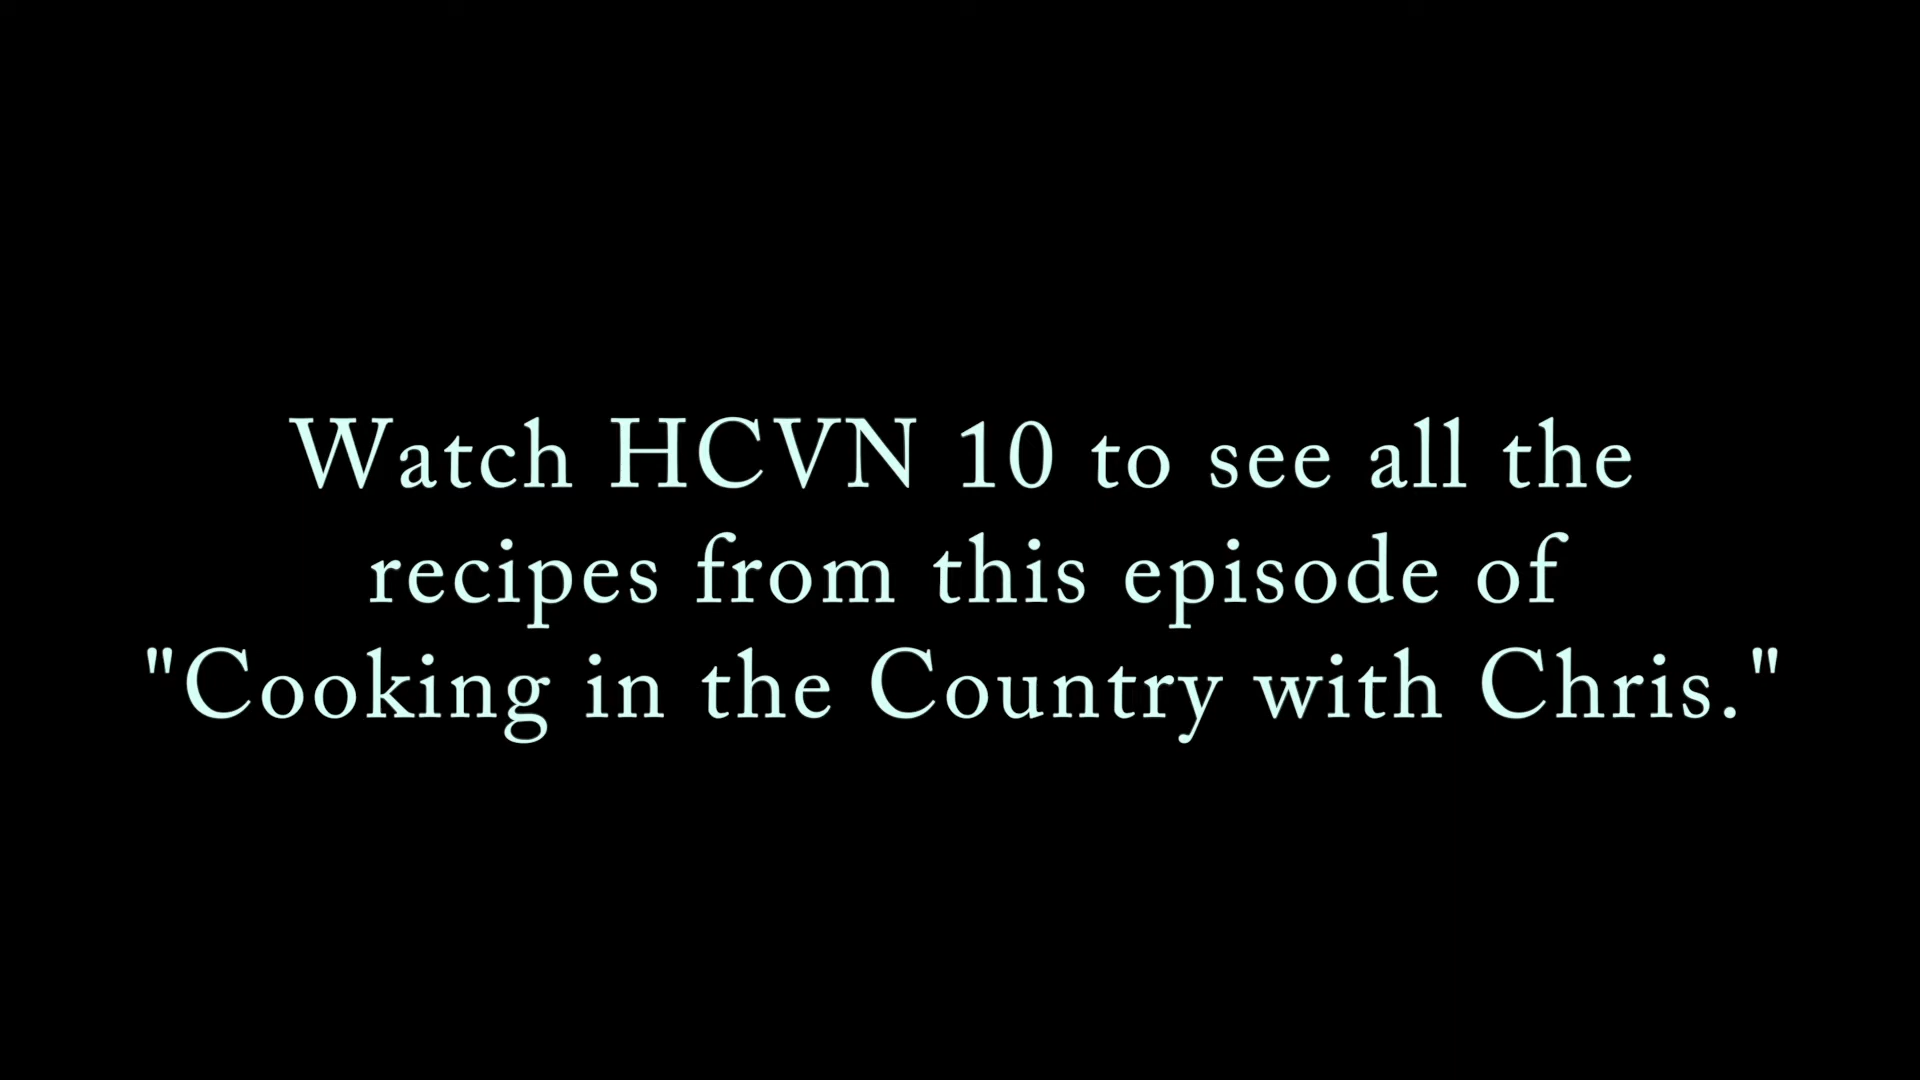 Watch HCVN 10 to see all the
recipes from this episode of
"Cooking in the Country with Chris."